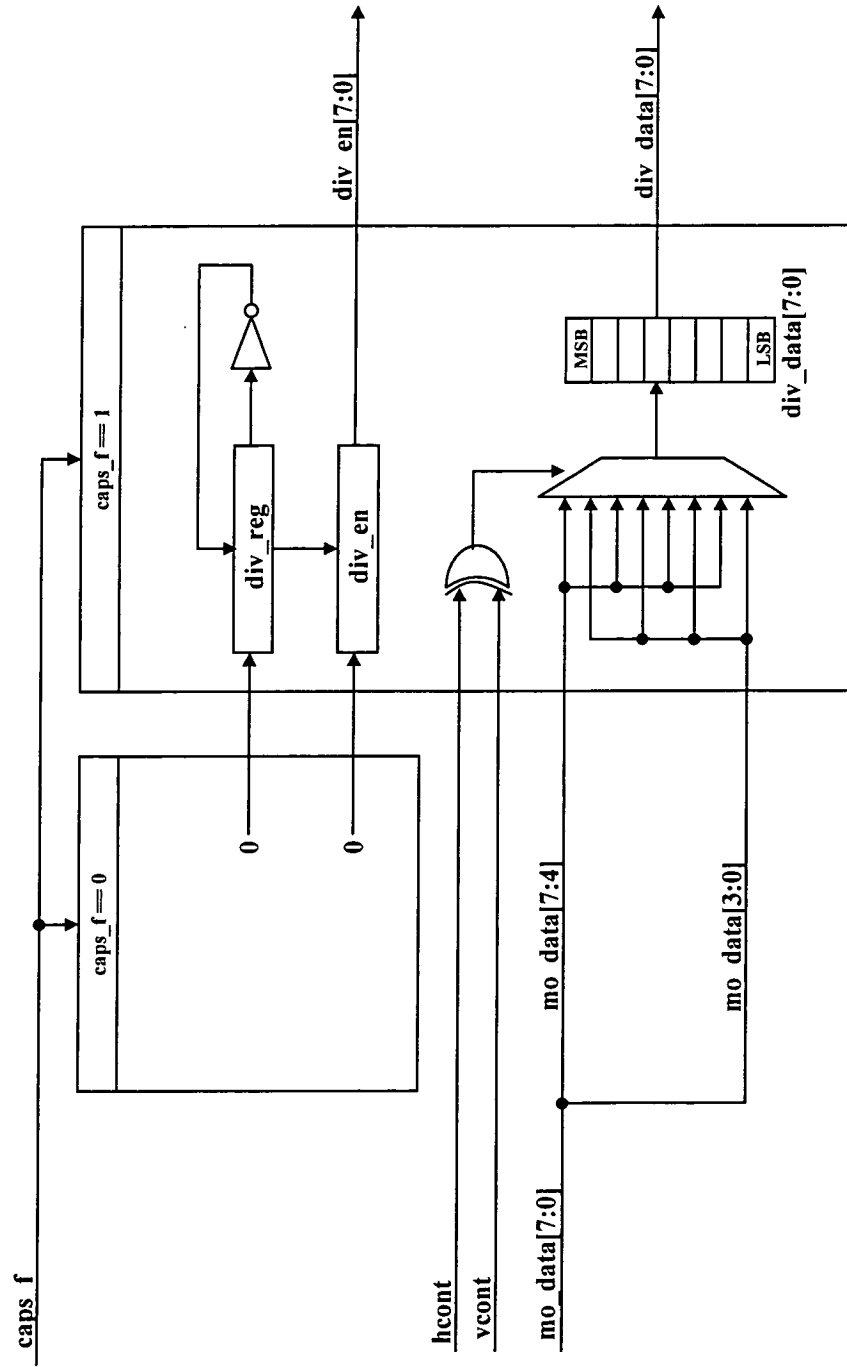 caps_f
caps_f == 0
caps_f == 1
0
0
div_reg
div_en
div_en[7:0]
hcont
vcont
mo_data[7:0]
mo_data[7:4]
mo_data[3:0]
MSB
LSB
div_data[7:0]
div_data[7:0]